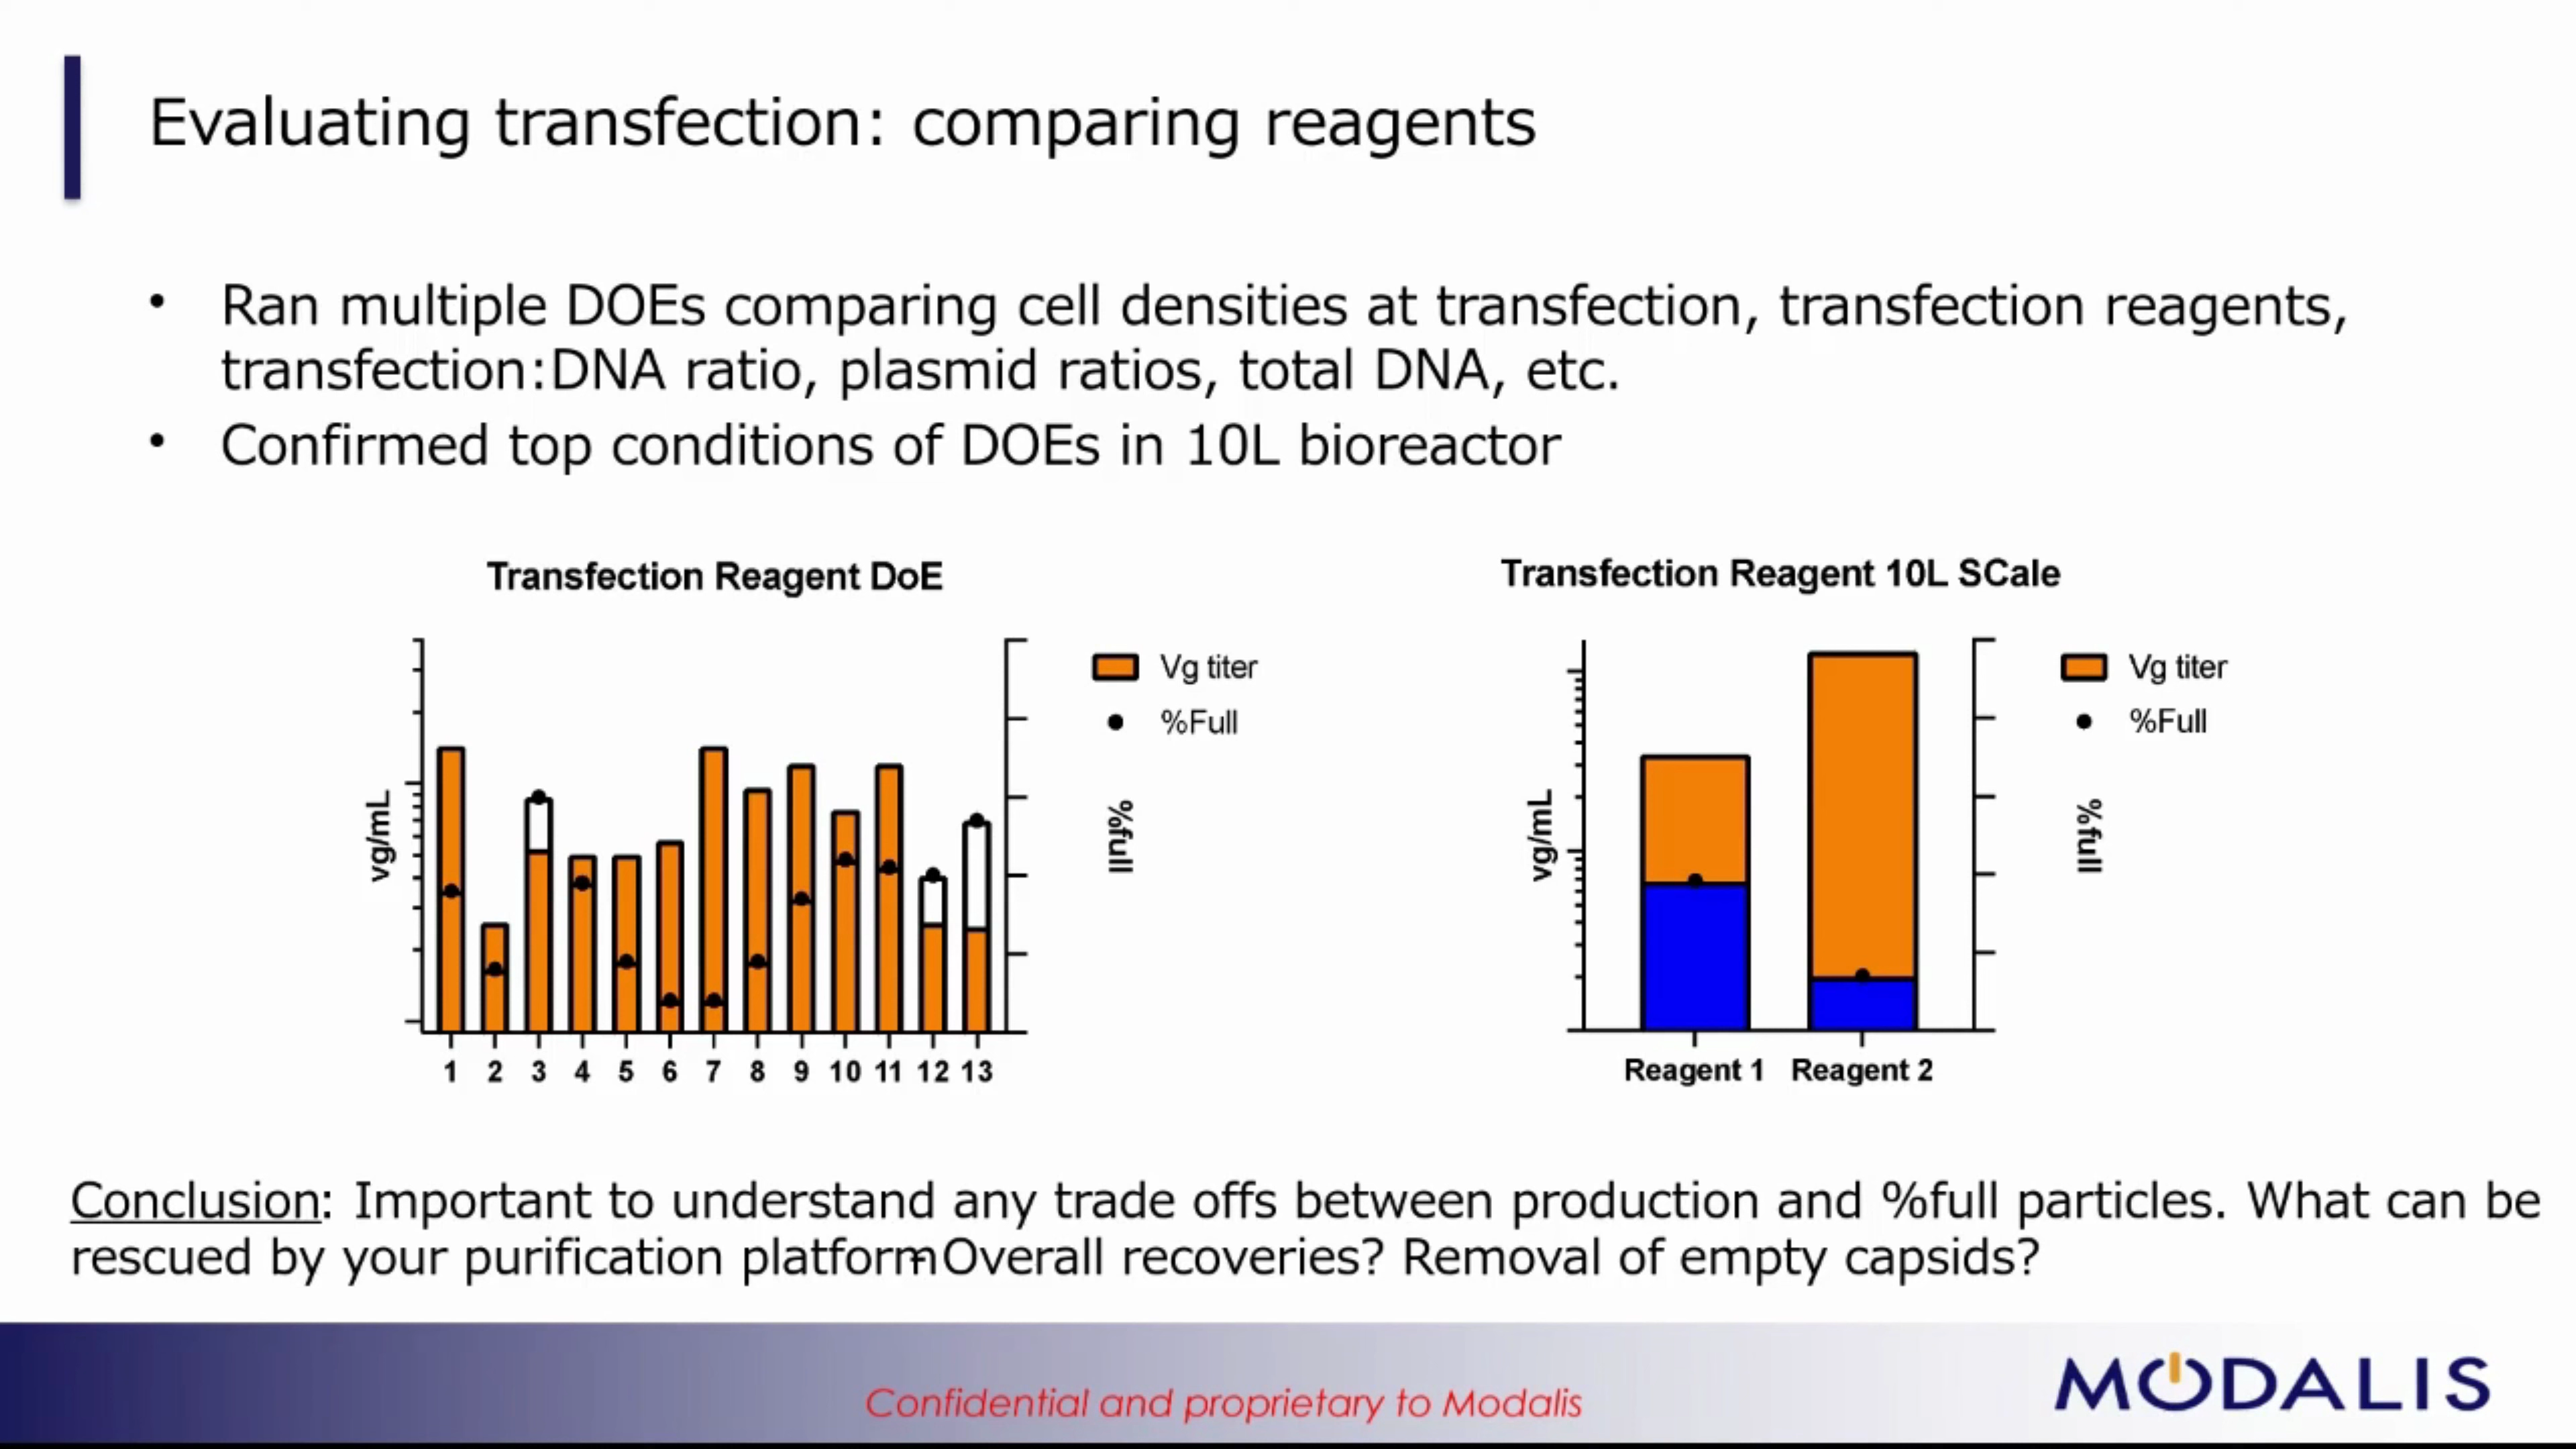 Evaluating transfection: comparing reagents
• Ran multiple DOEs comparing cell densities at transfection, transfection reagents,
transfection:DNA ratio, plasmid ratios, total DNA, etc.
• Confirmed top conditions of DOEs in 10L bioreactor
Transfection Reagent DoE
vg/mL
%full
Vg titer
%Full
1 2 3 4 5 6 7 8 9 10 11 12 13
Transfection Reagent 10L SCale
vg/mL
%full
Vg titer
%Full
Reagent 1 Reagent 2
Conclusion: Important to understand any trade offs between production and %full particles. What can be
rescued by your purification platform- Overall recoveries? Removal of empty capsids?
Confidential and proprietary to Modalis
MODALIS